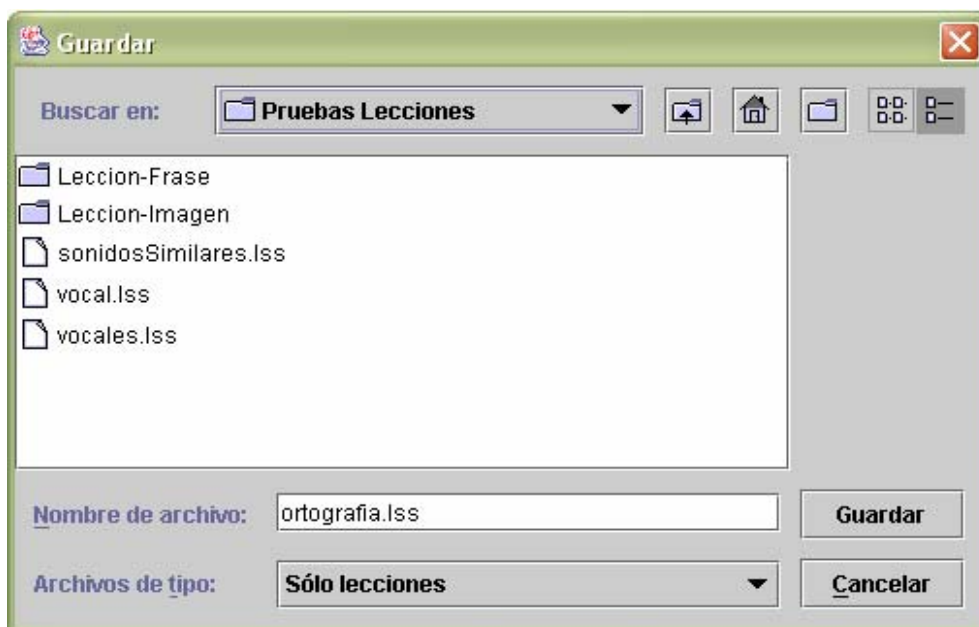 Guardar
Buscar en: Pruebas Lecciones
Leccion-Frase
Leccion-Imagen
sonidosSimilares.lss
vocal.lss
vocales.lss
Nombre de archivo: ortografia.lss Guardar
Archivos de tipo: Sólo lecciones Cancelar